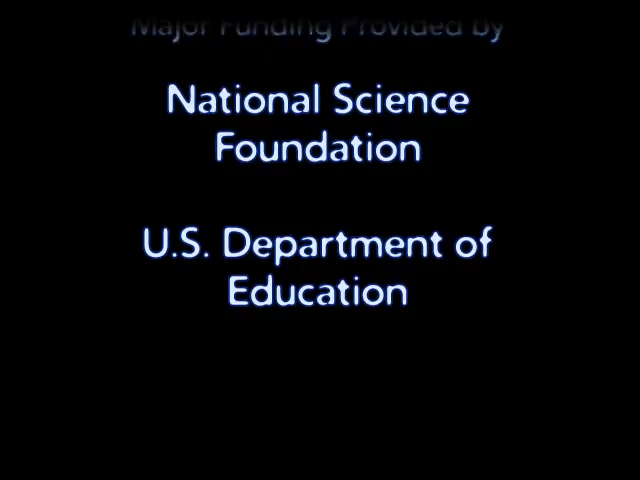 Major Funding Provided by
National Science
Foundation
U.S. Department of
Education